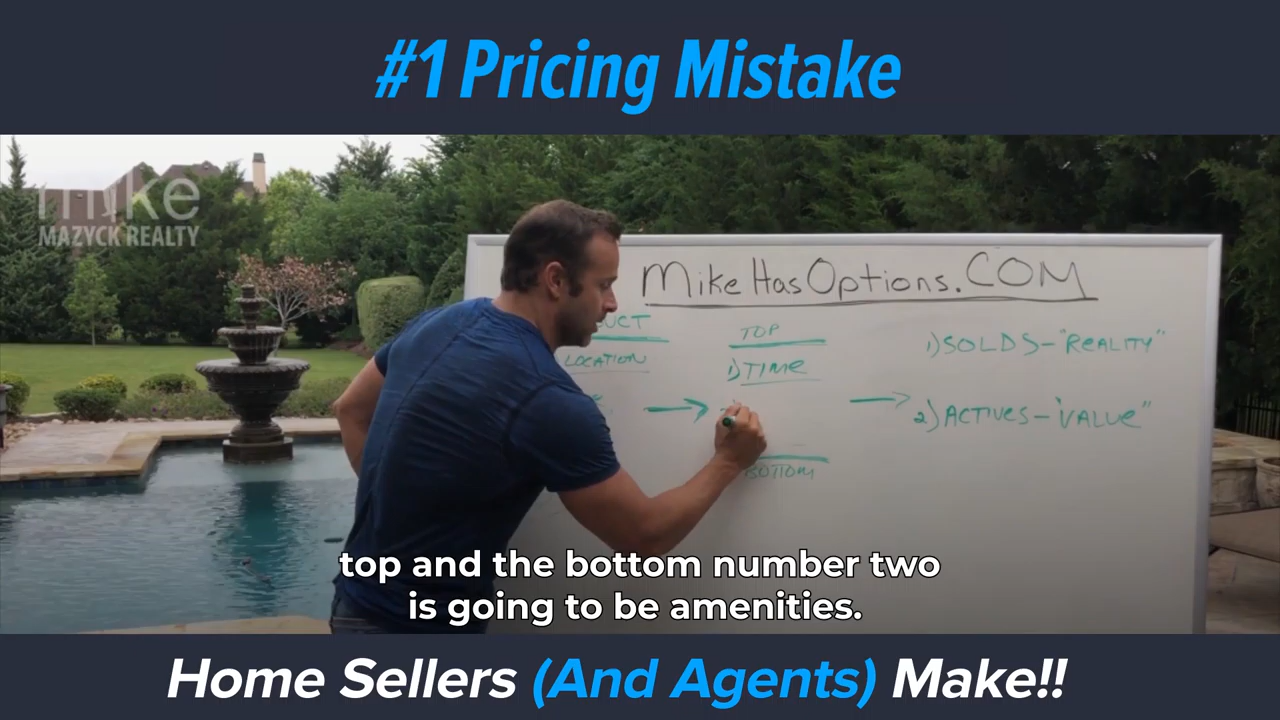 #1 Pricing Mistake
mike
MAZYCK REALTY
MikeHasOptions.COM
UCT
LOCATION
TOP
1) TIME
BOTTOM
1) SOLDS - "REALITY"
2) ACTIVES - "VALUE"
top and the bottom number two
is going to be amenities.
Home Sellers (And Agents) Make!!